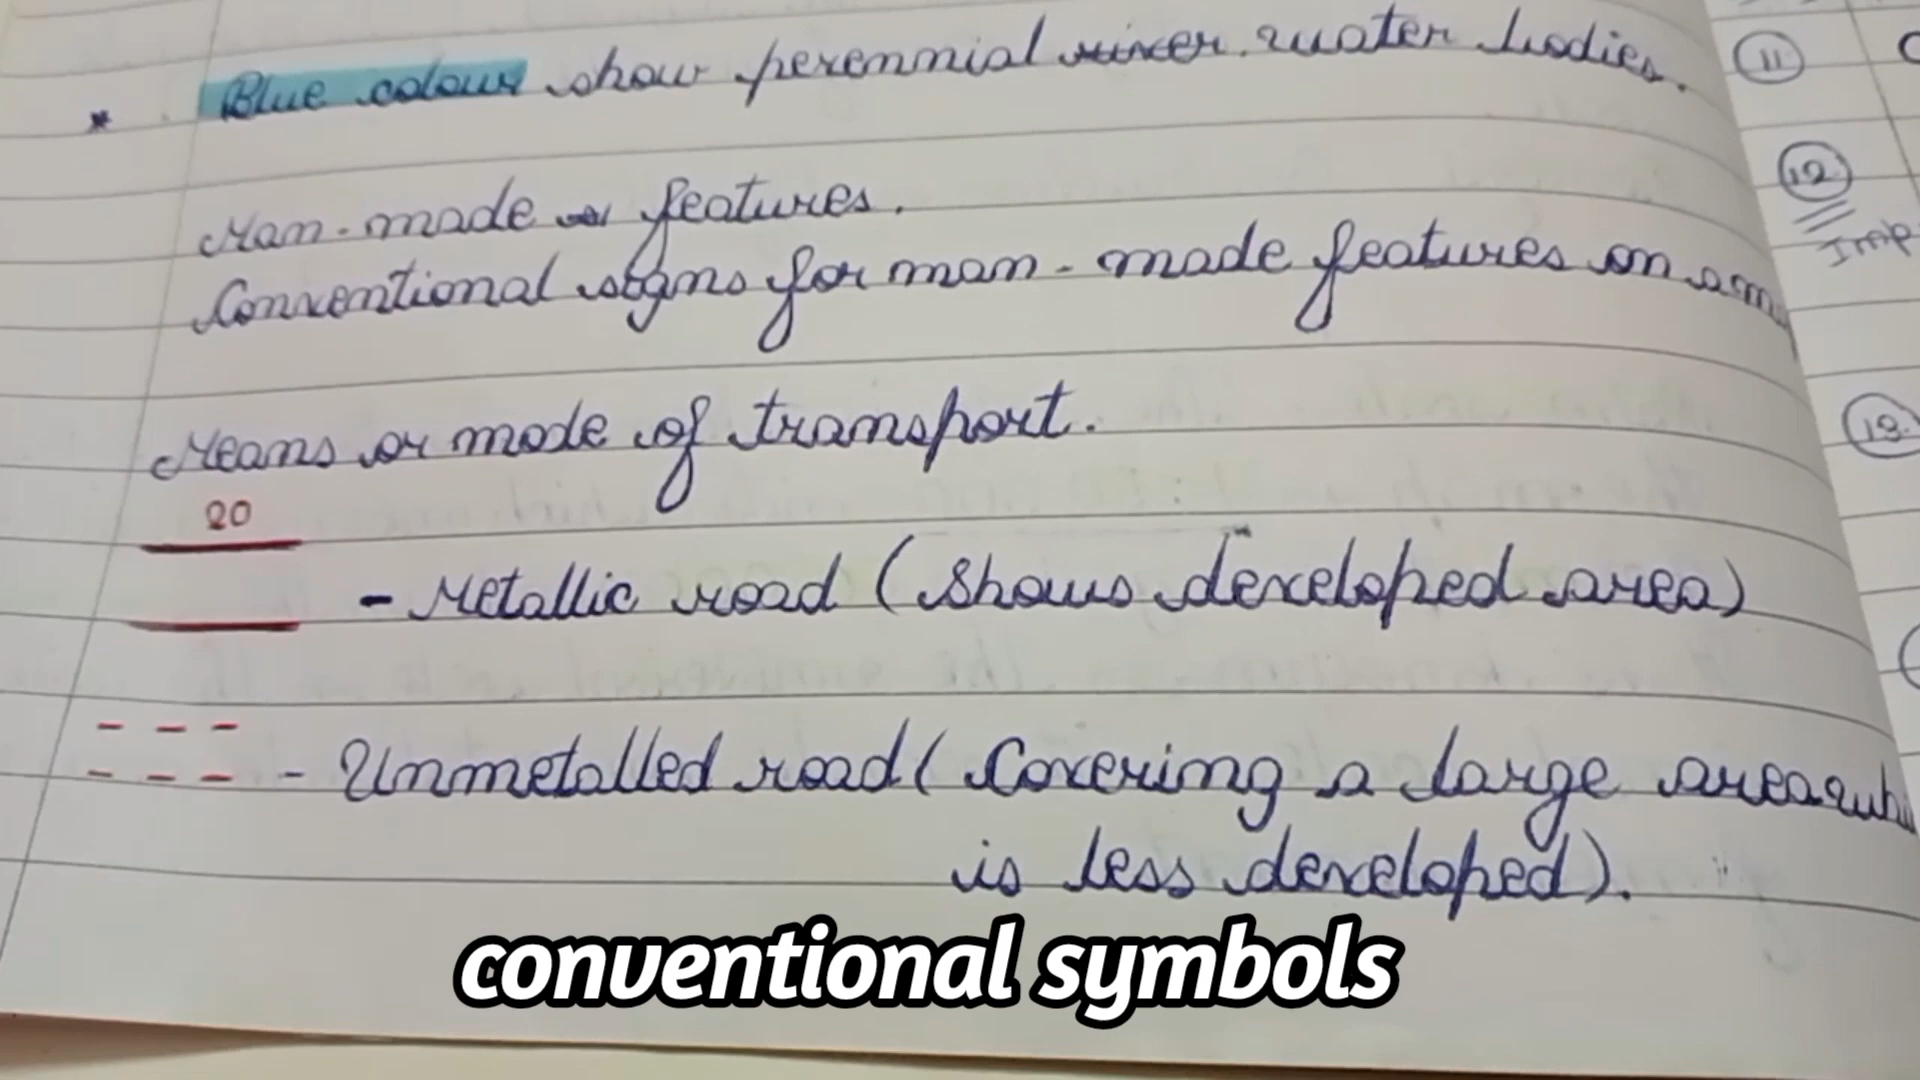 * Blue colour show perennial river. water bodies.
Man-made features.
Conventional signs for man-made features on a m
Means or mode of transport.
20
- Metallic road (Shows developed area)
- Unmetalled road (Covering a large area wh
is less developed).
conventional symbols
11
12
Imp
13